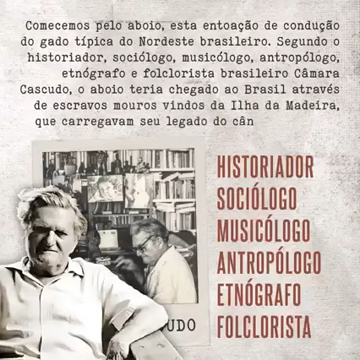 Comecemos pelo aboio, esta entoação de condução
do gado típica do Nordeste brasileiro. Segundo o
historiador, sociólogo, musicólogo, antropólogo,
etnógrafo e folclorista brasileiro Câmara
Cascudo, o aboio teria chegado ao Brasil através
de escravos mouros vindos da Ilha da Madeira,
que carregavam seu legado do cân
HISTORIADOR
SOCIÓLOGO
MUSICÓLOGO
ANTROPÓLOGO
ETNÓGRAFO
UDO
FOLCLORISTA